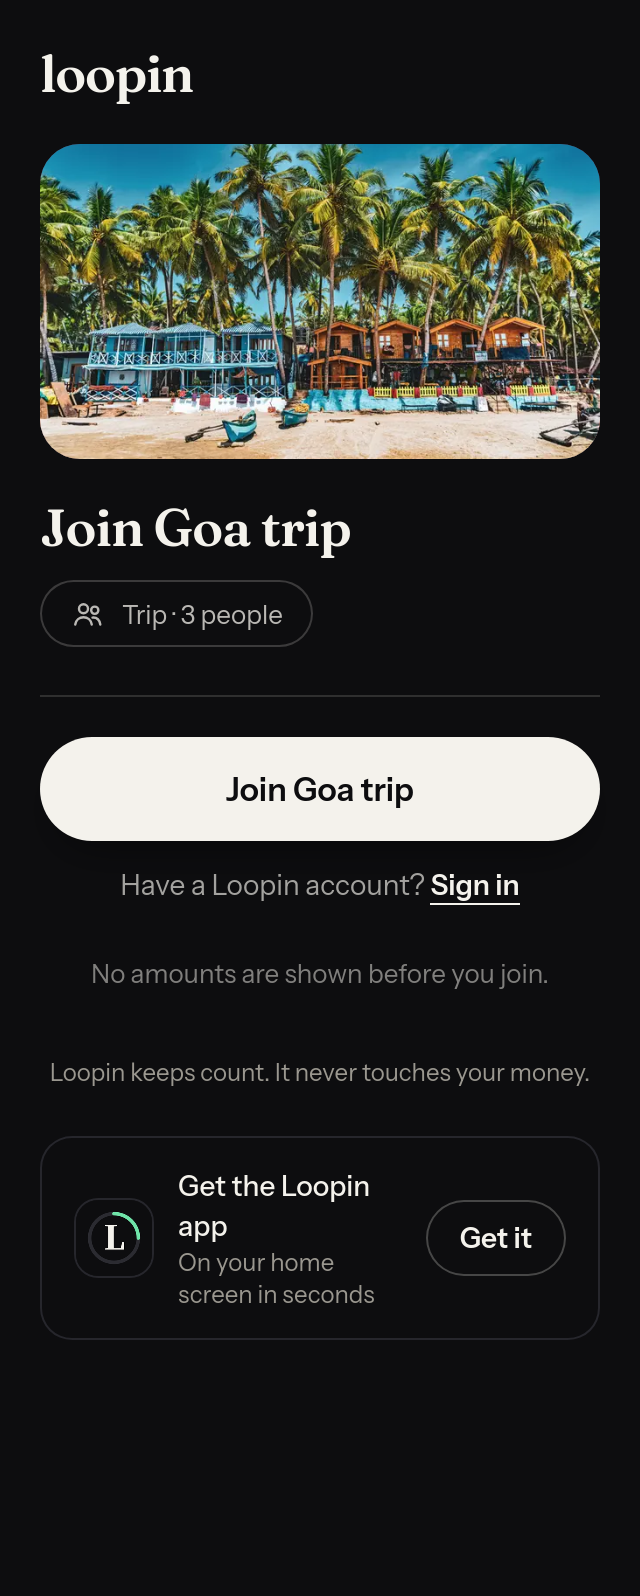 loopin
Join Goa trip
Trip · 3 people
Join Goa trip
Have a Loopin account? Sign in
No amounts are shown before you join.
Loopin keeps count. It never touches your money.
Get the Loopin
app
On your home
screen in seconds
L
Get it